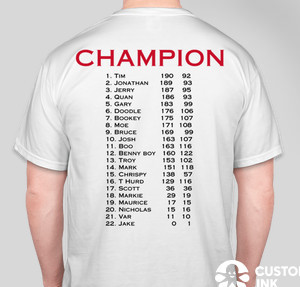 CHAMPION
1. Tim 190 92
2. Jonathan 189 93
3. Jerry 187 95
4. Quan 186 93
5. Gary 183 99
6. Doodle 176 106
7. Bookey 175 107
8. Moe 171 108
9. Bruce 169 99
10. Josh 163 107
11. Boo 163 116
12. Benny boy 160 122
13. Troy 153 102
14. Mark 151 118
15. Chrispy 138 57
16. T Hurd 129 116
17. Scott 36 36
18. Markie 29 19
19. Maurice 17 15
20. Nicholas 15 16
21. Var 11 10
22. Jake 0 1
CUSTOM
INK